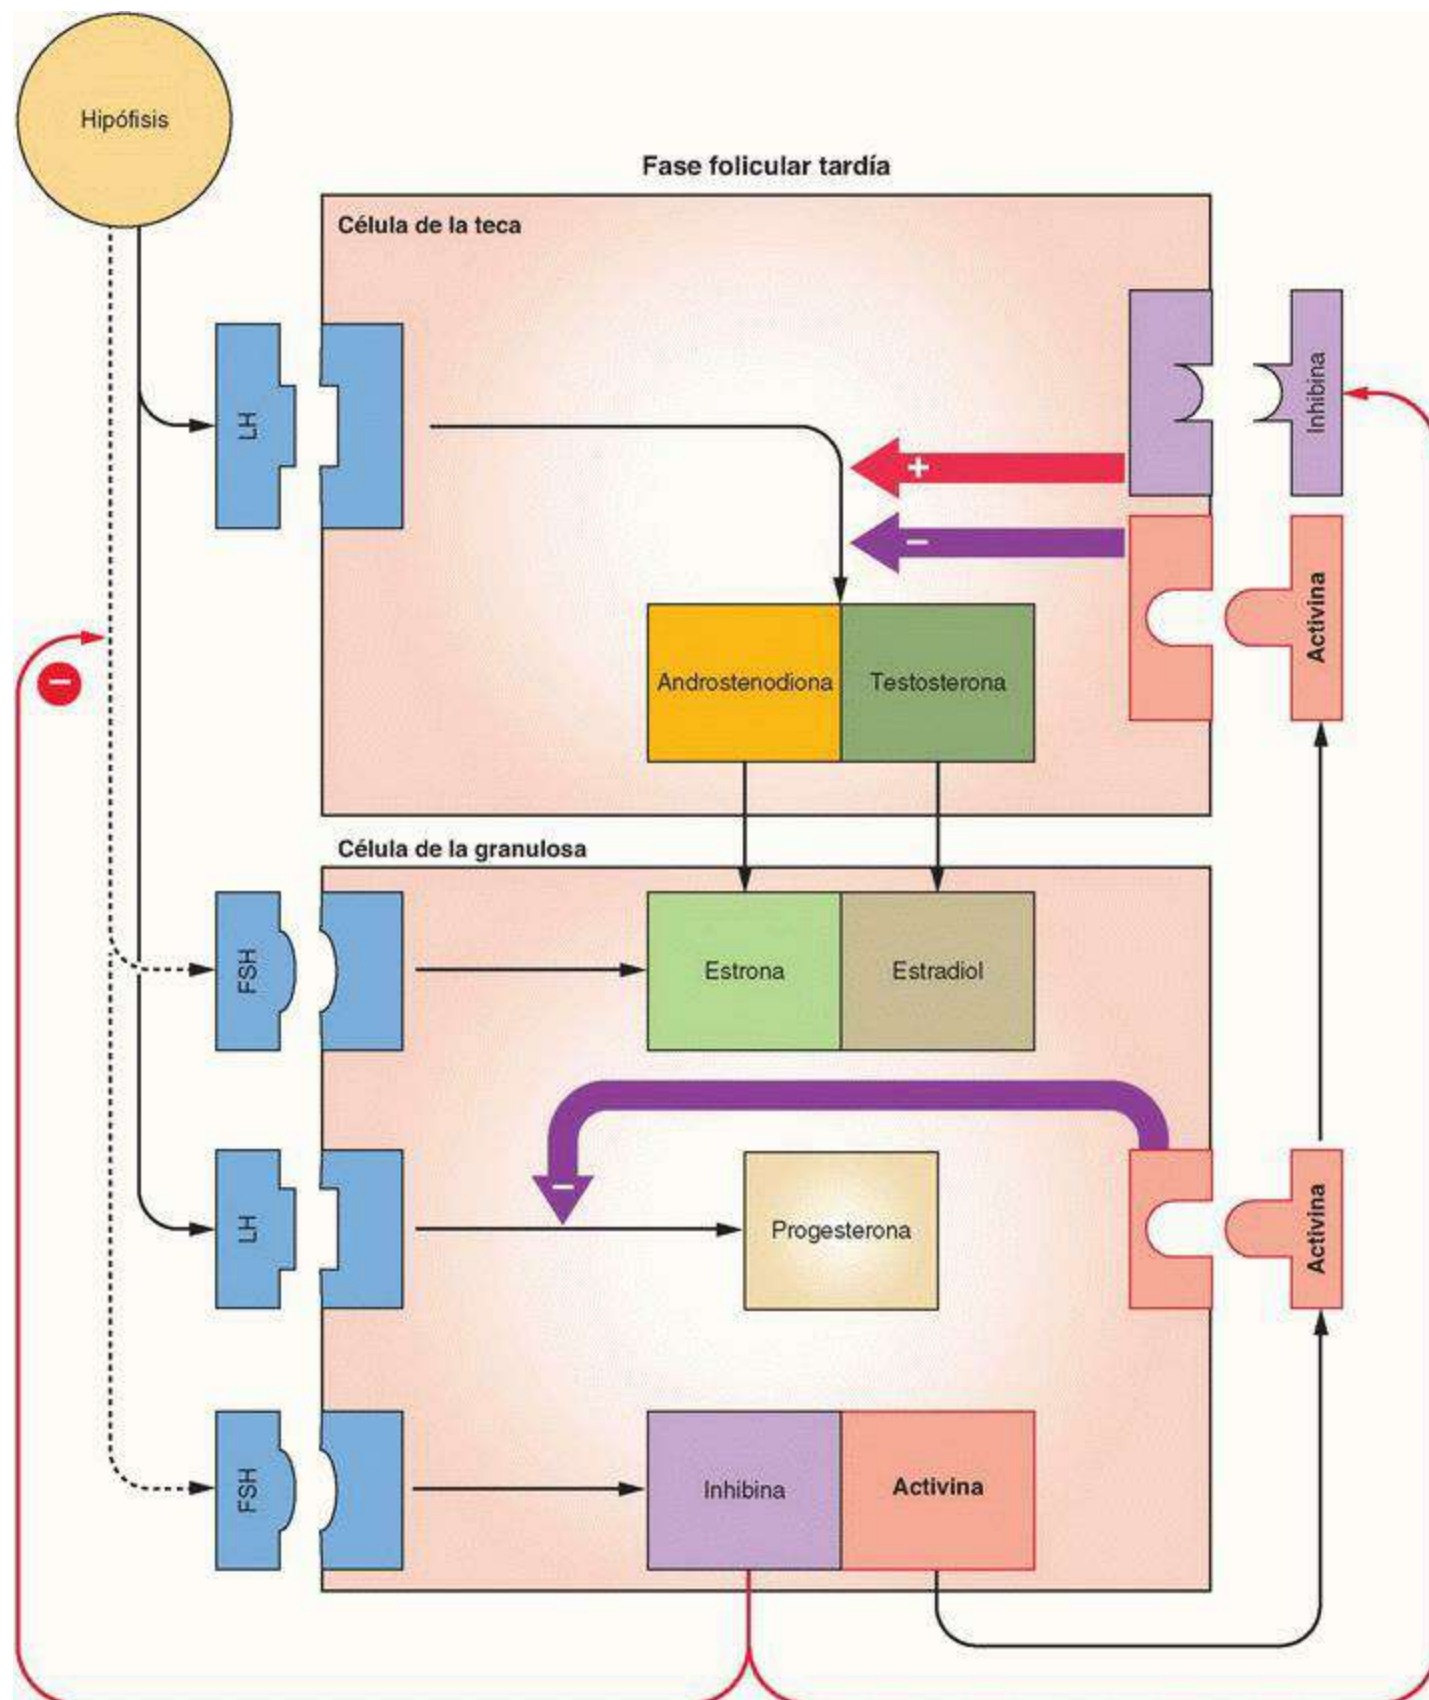 Hipófisis
Fase folicular tardía
Célula de la teca
LH
Inhibina
+
−
Activina
−
Androstenodiona
Testosterona
Célula de la granulosa
FSH
Estrona
Estradiol
−
LH
Progesterona
Activina
FSH
Inhibina
Activina